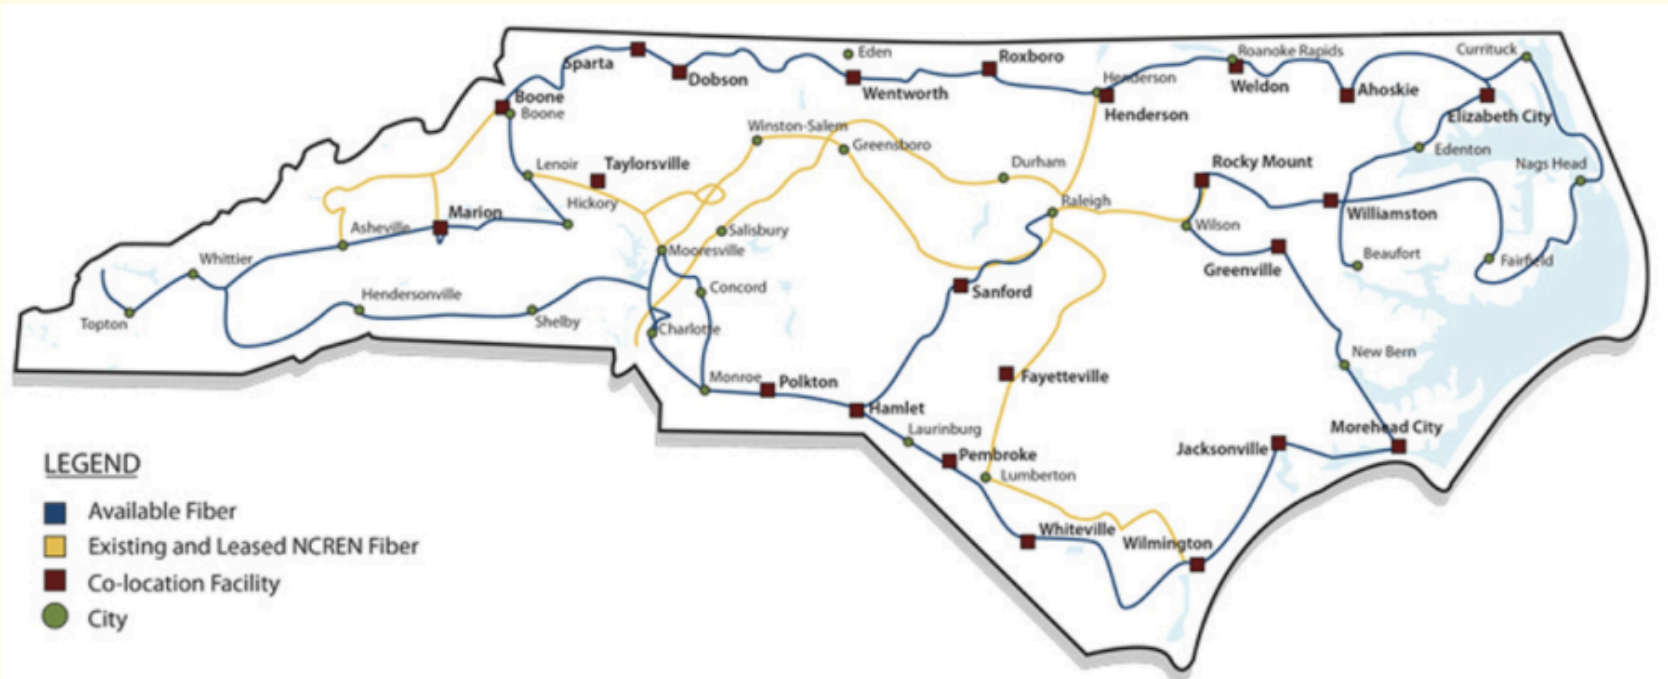 Eden
Roxboro
Roanoke Rapids
Currituck
Sparta
Dobson
Wentworth
Henderson
Henderson
Weldon
Ahoskie
Elizabeth City
Boone
Boone
Winston-Salem
Greensboro
Edenton
Nags Head
Lenoir
Taylorsville
Durham
Rocky Mount
Hickory
Raleigh
Williamston
Marion
Asheville
Salisbury
Wilson
Mooresville
Whittier
Greenville
Beaufort
Fairfield
Hendersonville
Concord
Sanford
Topton
Shelby
Charlotte
New Bern
Monroe
Polkton
Fayetteville
Hamlet
Laurinburg
Morehead City
Jacksonville
Pembroke
Lumberton
Whiteville
Wilmington
LEGEND
Available Fiber
Existing and Leased NCREN Fiber
Co-location Facility
City